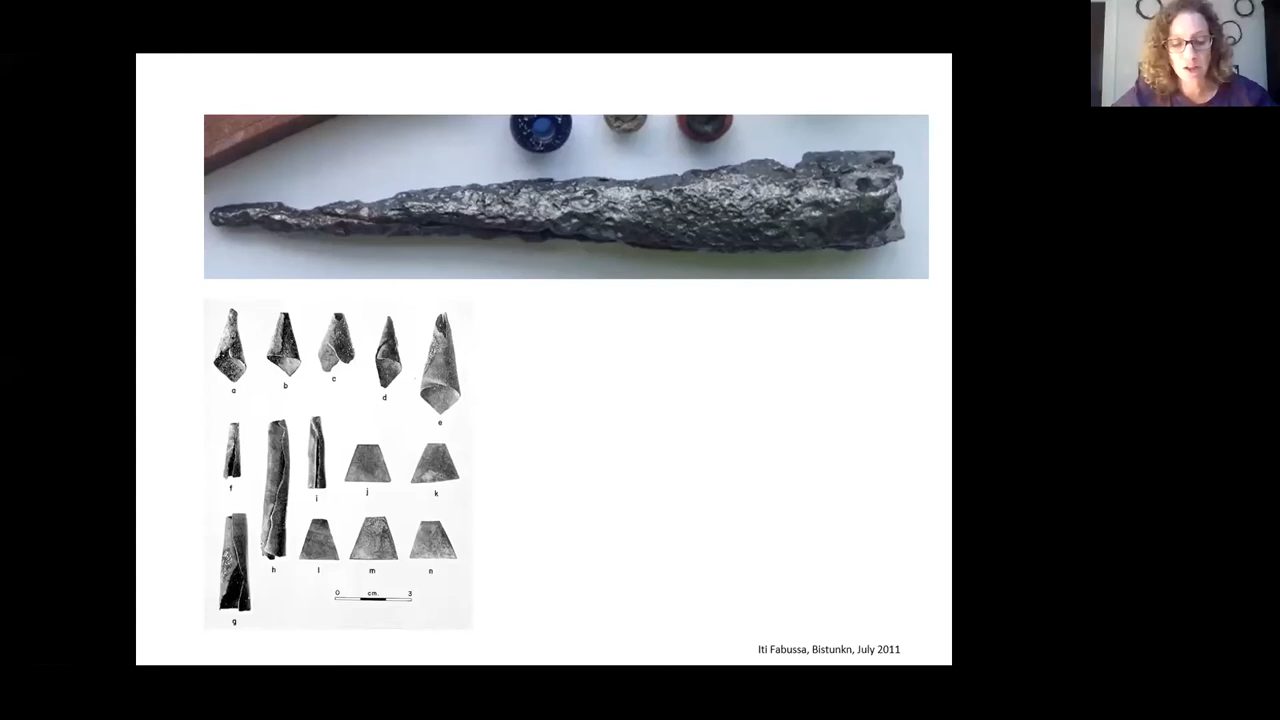 a b c d e
f h i j k
g l m n
0 cm. 3
Iti Fabussa, Bistunkn, July 2011